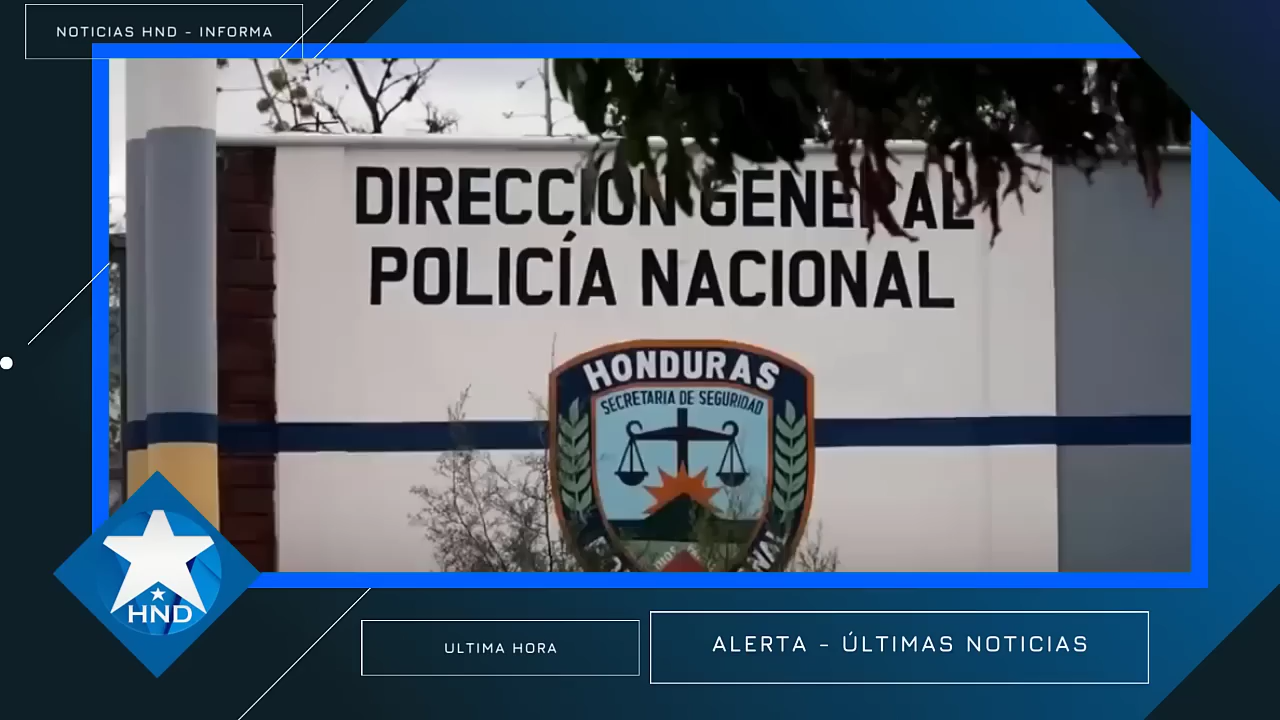 NOTICIAS HND - INFORMA
DIRECCION GENERAL
POLICÍA NACIONAL
HONDURAS
SECRETARIA DE SEGURIDAD
HND
ULTIMA HORA
ALERTA - ÚLTIMAS NOTICIAS